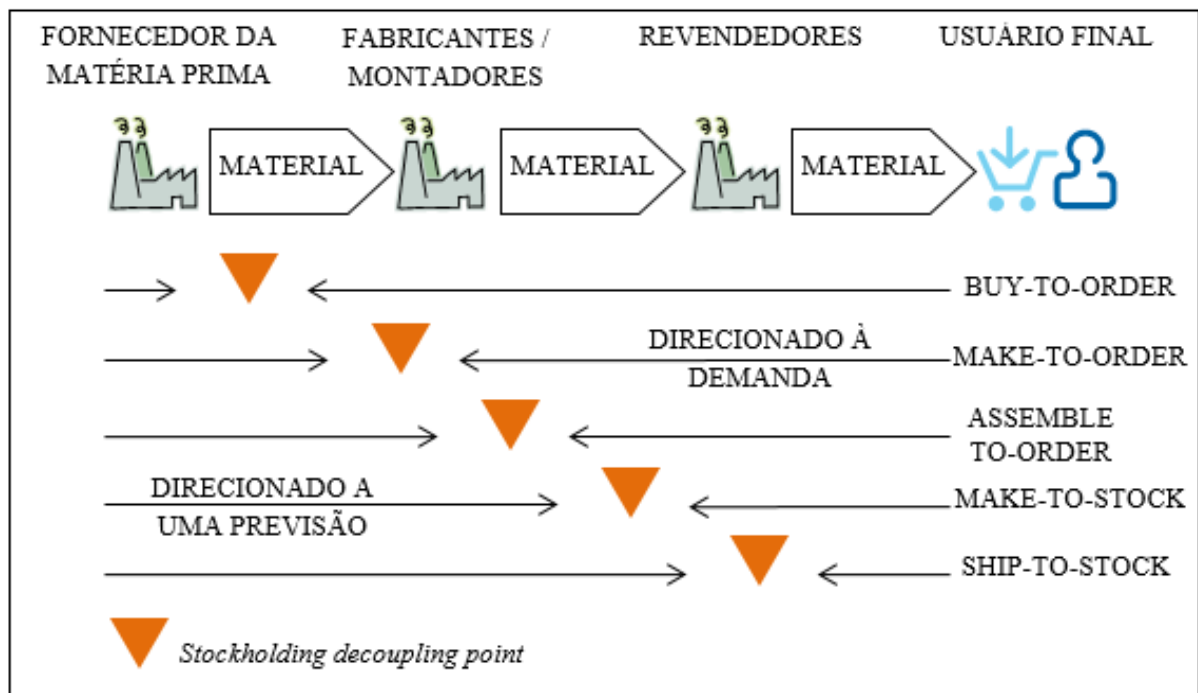 FORNECEDOR DA
MATÉRIA PRIMA
FABRICANTES /
MONTADORES
REVENDEDORES
USUÁRIO FINAL
MATERIAL
MATERIAL
MATERIAL
BUY-TO-ORDER
DIRECIONADO À
DEMANDA
MAKE-TO-ORDER
ASSEMBLE
TO-ORDER
DIRECIONADO A
UMA PREVISÃO
MAKE-TO-STOCK
SHIP-TO-STOCK
Stockholding decoupling point